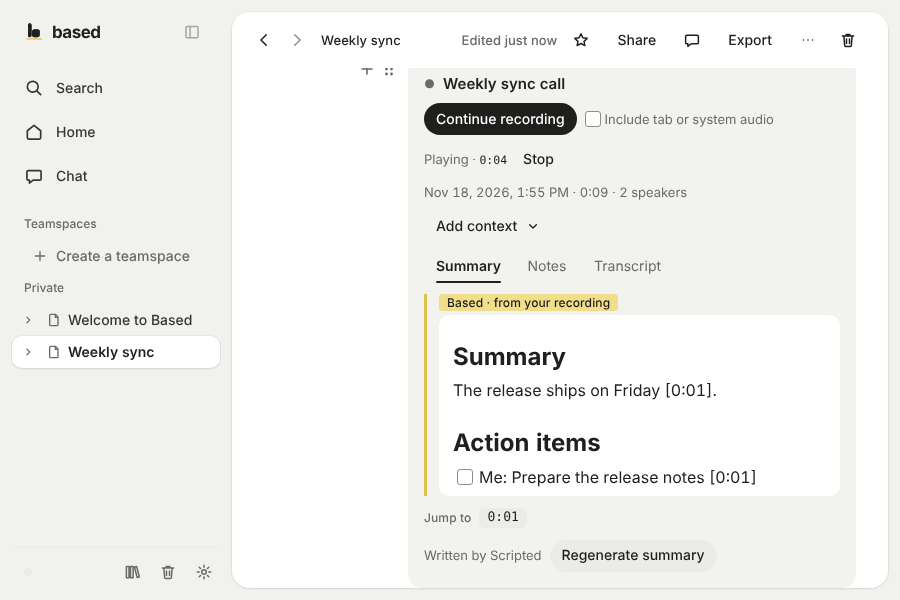 based
Weekly sync
Edited just now
Share
Export
Search
Home
Chat
Teamspaces
Create a teamspace
Private
Welcome to Based
Weekly sync
Weekly sync call
Continue recording
Include tab or system audio
Playing · 0:04 Stop
Nov 18, 2026, 1:55 PM · 0:09 · 2 speakers
Add context
Summary Notes Transcript
Based · from your recording
Summary
The release ships on Friday [0:01].
Action items
Me: Prepare the release notes [0:01]
Jump to 0:01
Written by Scripted Regenerate summary